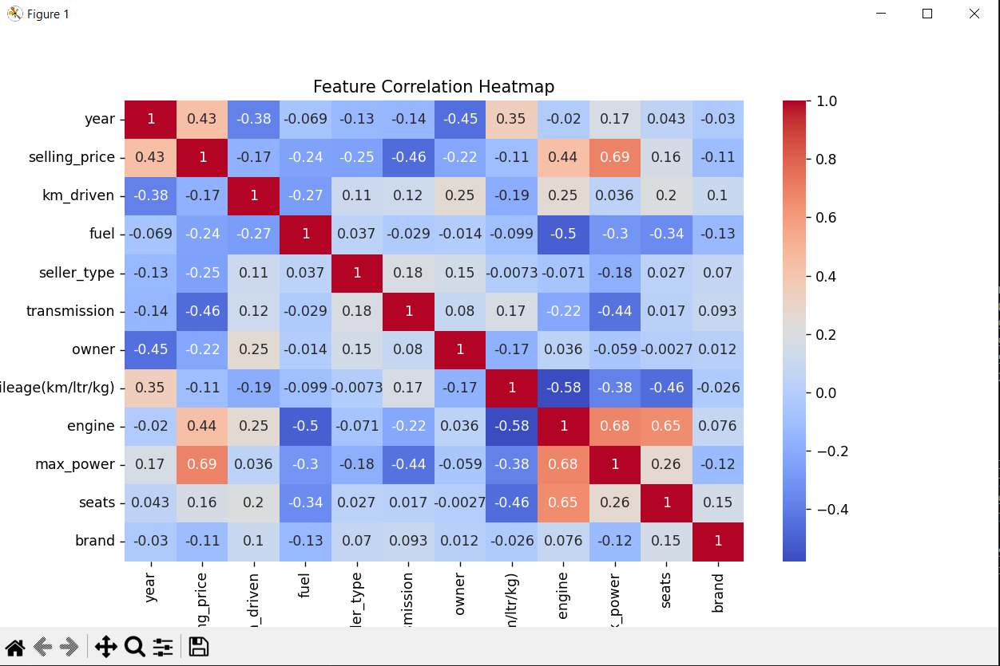 Figure 1
Feature Correlation Heatmap
year 1 0.43 -0.38 -0.069 -0.13 -0.14 -0.45 0.35 -0.02 0.17 0.043 -0.03
selling_price 0.43 1 -0.17 -0.24 -0.25 -0.46 -0.22 -0.11 0.44 0.69 0.16 -0.11
km_driven -0.38 -0.17 1 -0.27 0.11 0.12 0.25 -0.19 0.25 0.036 0.2 0.1
fuel -0.069 -0.24 -0.27 1 0.037 -0.029 -0.014 -0.099 -0.5 -0.3 -0.34 -0.13
seller_type -0.13 -0.25 0.11 0.037 1 0.18 0.15 -0.0073 -0.071 -0.18 0.027 0.07
transmission -0.14 -0.46 0.12 -0.029 0.18 1 0.08 0.17 -0.22 -0.44 0.017 0.093
owner -0.45 -0.22 0.25 -0.014 0.15 0.08 1 -0.17 0.036 -0.059 -0.0027 0.012
ileage(km/ltr/kg) 0.35 -0.11 -0.19 -0.099 -0.0073 0.17 -0.17 1 -0.58 -0.38 -0.46 -0.026
engine -0.02 0.44 0.25 -0.5 -0.071 -0.22 0.036 -0.58 1 0.68 0.65 0.076
max_power 0.17 0.69 0.036 -0.3 -0.18 -0.44 -0.059 -0.38 0.68 1 0.26 -0.12
seats 0.043 0.16 0.2 -0.34 0.027 0.017 -0.0027 -0.46 0.65 0.26 1 0.15
brand -0.03 -0.11 0.1 -0.13 0.07 0.093 0.012 -0.026 0.076 -0.12 0.15 1
year
ng_price
_driven
fuel
ler_type
mission
owner
m/ltr/kg)
engine
x_power
seats
brand
1.0
0.8
0.6
0.4
0.2
0.0
−0.2
−0.4